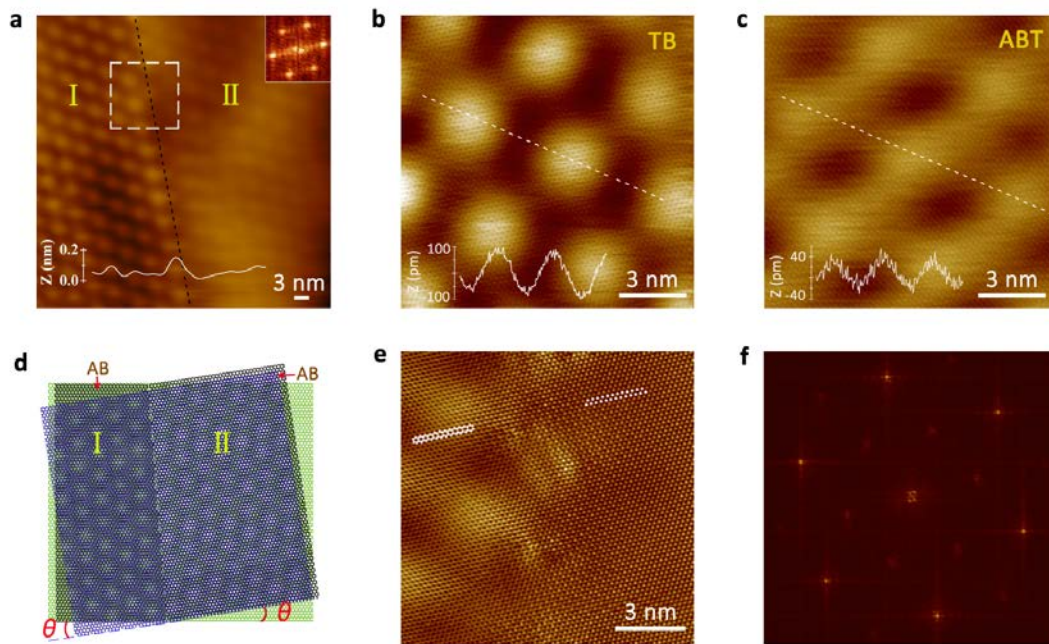 a
I
II
Z (nm)
0.2
0.0
3 nm
b
TB
Z (pm)
100
-100
3 nm
c
ABT
Z (pm)
40
-40
3 nm
d
AB
AB
I
II
θ
θ
e
3 nm
f